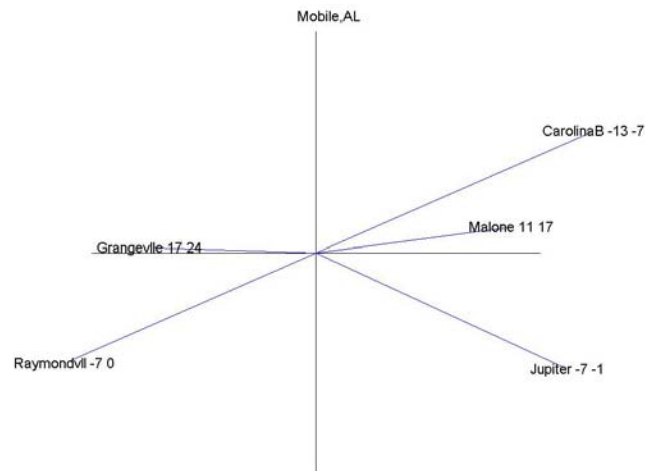 Mobile,AL
CarolinaB -13 -7
Malone 11 17
Grangevlle 17 24
Raymondvll -7 0
Jupiter -7 -1